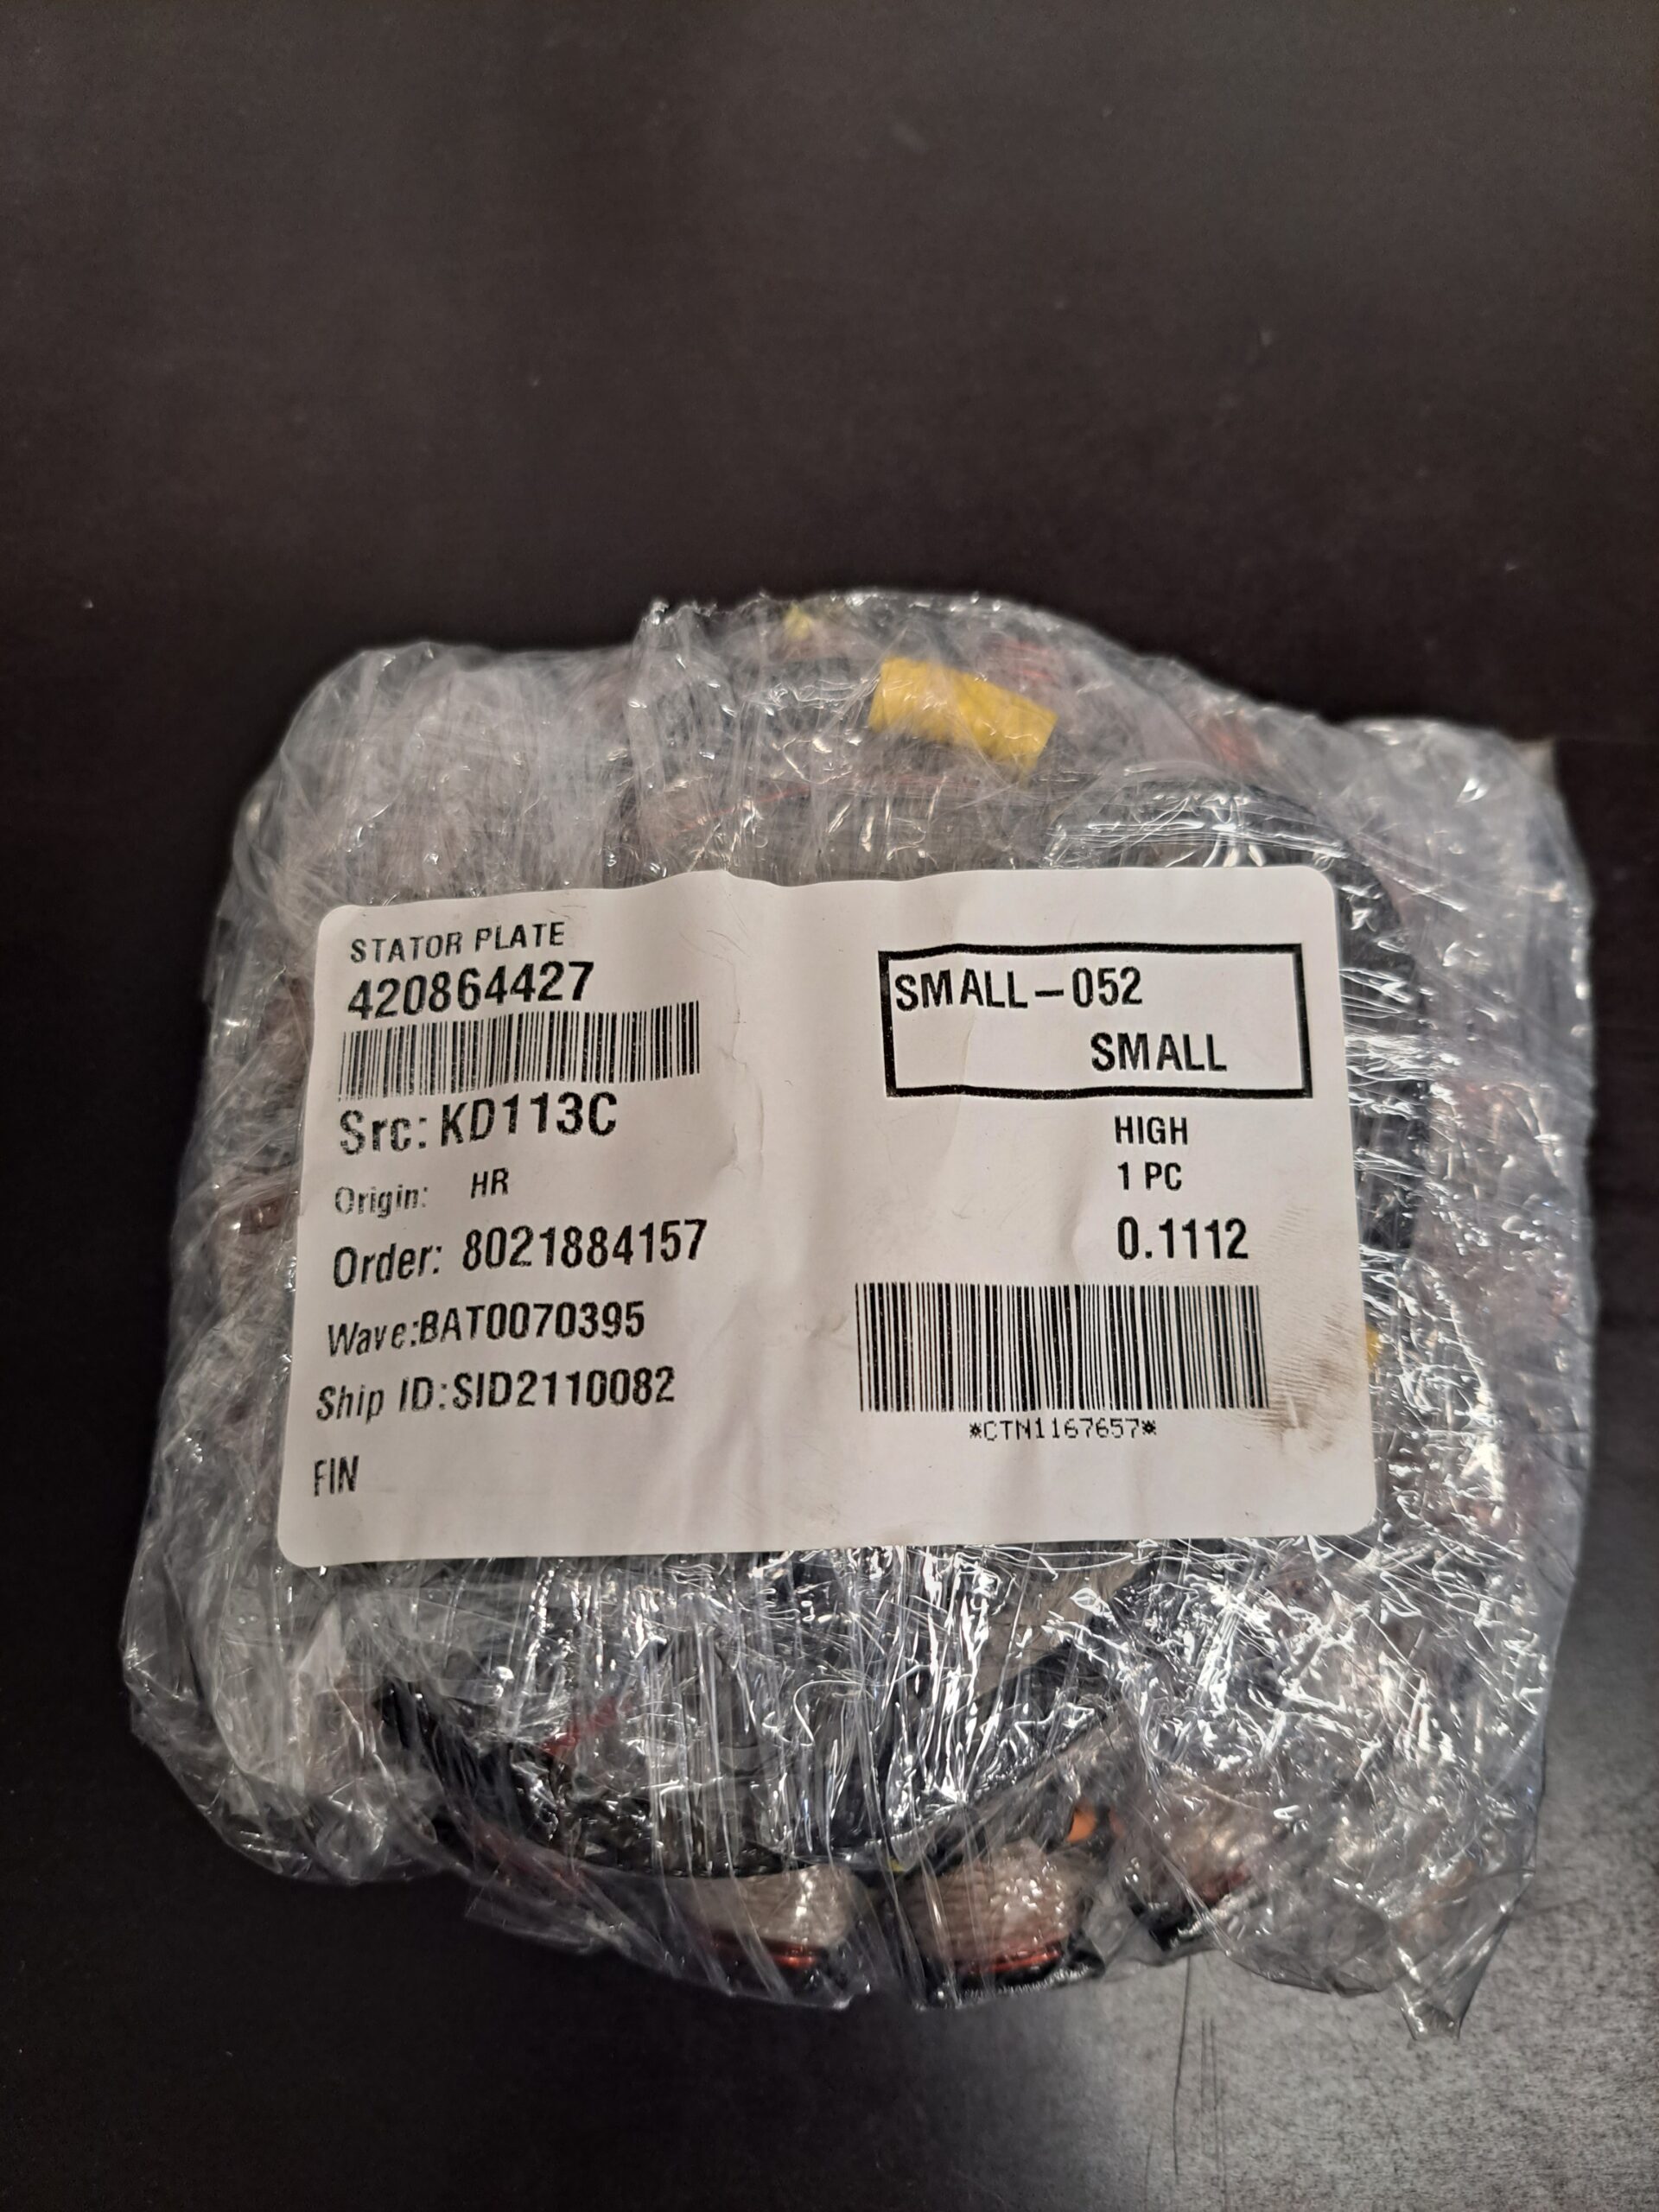 STATOR PLATE
420864427
Src: KD113C
Origin: HR
Order: 8021884157
Wave:BAT0070395
Ship ID:SID2110082
FIN
SMALL-052
SMALL
HIGH
1 PC
0.1112
*CTN1167657*